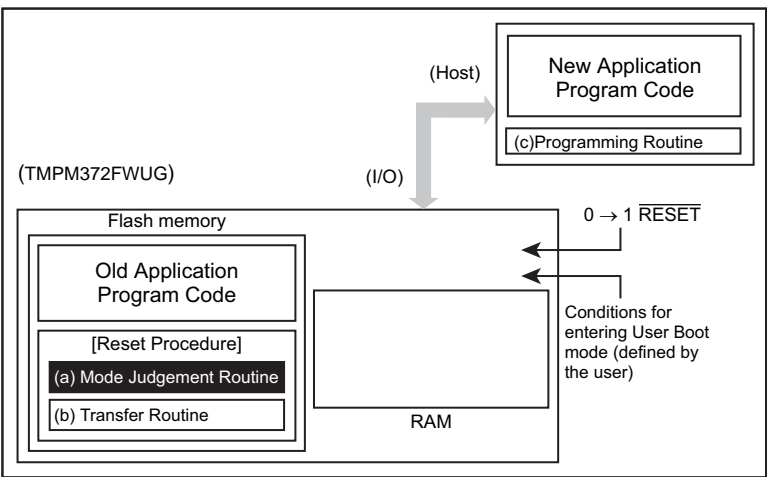 (Host)
New Application
Program Code
(c)Programming Routine
(TMPM372FWUG)
(I/O)
Flash memory
0 → 1 RESET
Old Application
Program Code
[Reset Procedure]
(a) Mode Judgement Routine
(b) Transfer Routine
RAM
Conditions for
entering User Boot
mode (defined by
the user)